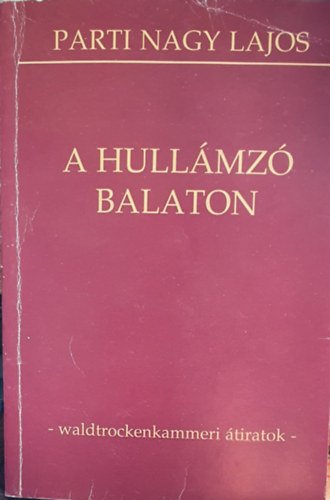 PARTI NAGY LAJOS
A HULLÁMZÓ
BALATON
- waldtrockenkammeri átiratok -